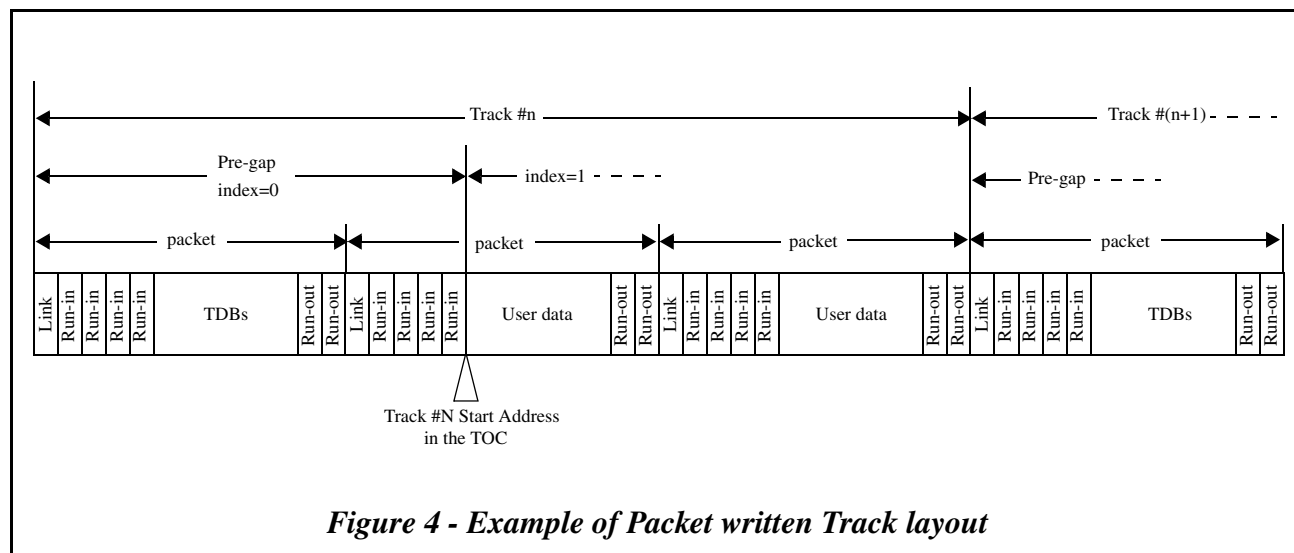 Track #n
Track #(n+1)
Pre-gap
index=0
index=1
Pre-gap
packet
packet
packet
packet
Link
Run-in
Run-in
Run-in
Run-in
TDBs
Run-out
Run-out
Link
Run-in
Run-in
Run-in
Run-in
User data
Run-out
Run-out
Link
Run-in
Run-in
Run-in
Run-in
User data
Run-out
Run-out
Link
Run-in
Run-in
Run-in
Run-in
TDBs
Run-out
Run-out
Track #N Start Address
in the TOC
Figure 4 - Example of Packet written Track layout